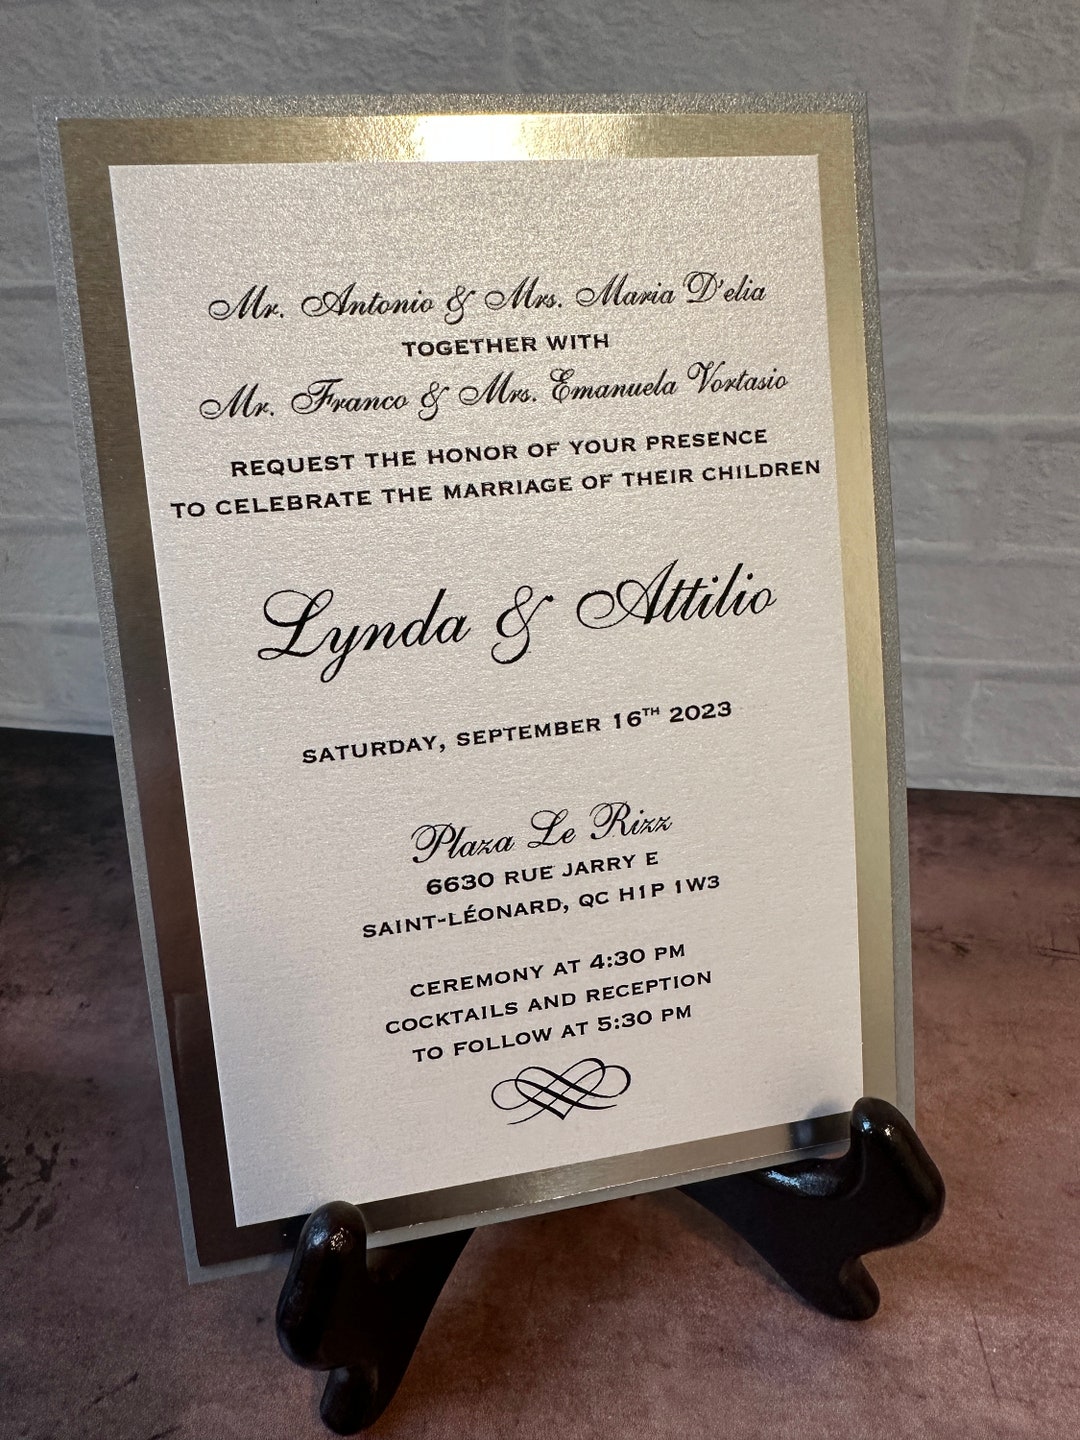 Mr. Antonio & Mrs. Maria D'elia
TOGETHER WITH
Mr. Franco & Mrs. Emanuela Vortasio
REQUEST THE HONOR OF YOUR PRESENCE
TO CELEBRATE THE MARRIAGE OF THEIR CHILDREN
Lynda & Attilio
SATURDAY, SEPTEMBER 16TH 2023
Plaza Le Rizz
6630 RUE JARRY E
SAINT-LÉONARD, QC H1P 1W3
CEREMONY AT 4:30 PM
COCKTAILS AND RECEPTION
TO FOLLOW AT 5:30 PM